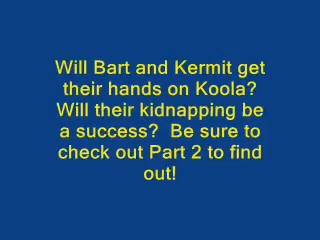 Will Bart and Kermit get
their hands on Koola?
Will their kidnapping be
a success?  Be sure to
check out Part 2 to find
out!